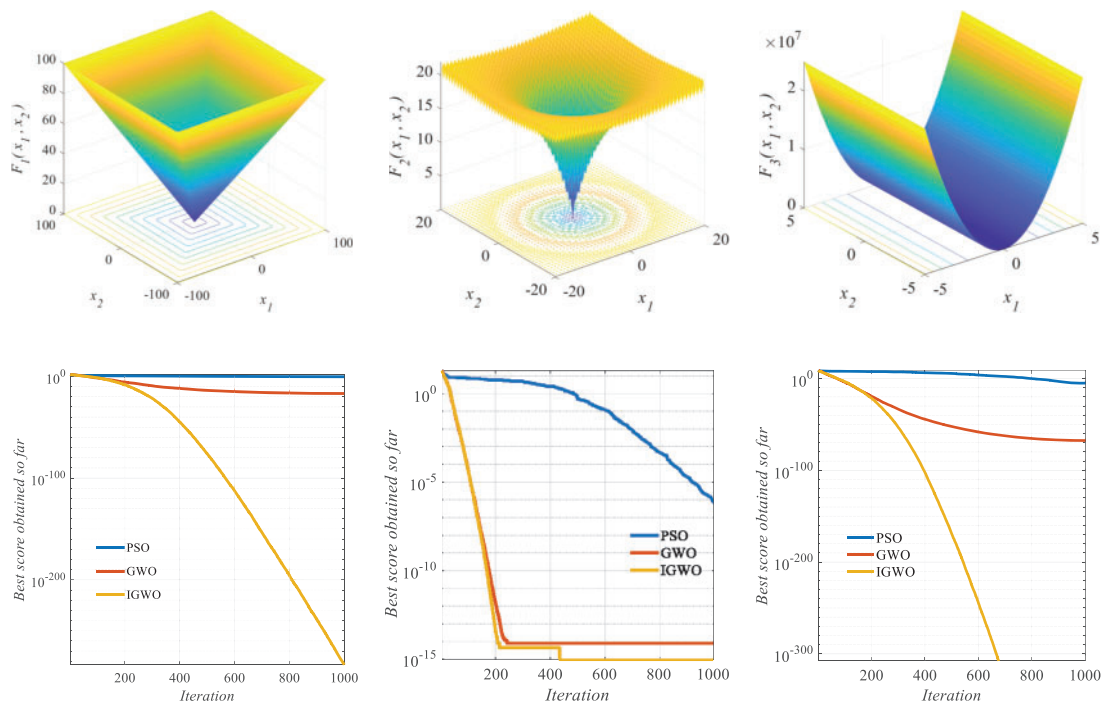 100
80
60
40
20
0
F1(x1, x2)
100
0
-100
x2
-100
0
100
x1
20
15
10
5
F2(x1, x2)
20
0
-20
x2
-20
0
20
x1
×10^7
2
1
0
F3(x1, x2)
5
0
-5
x2
-5
0
5
x1
10^0
10^-100
10^-200
Best score obtained so far
PSO
GWO
IGWO
200
400
600
800
1000
Iteration
10^0
10^-5
10^-10
10^-15
Best score obtained so far
PSO
GWO
IGWO
200
400
600
800
1000
Iteration
10^0
10^-100
10^-200
10^-300
Best score obtained so far
PSO
GWO
IGWO
200
400
600
800
1000
Iteration